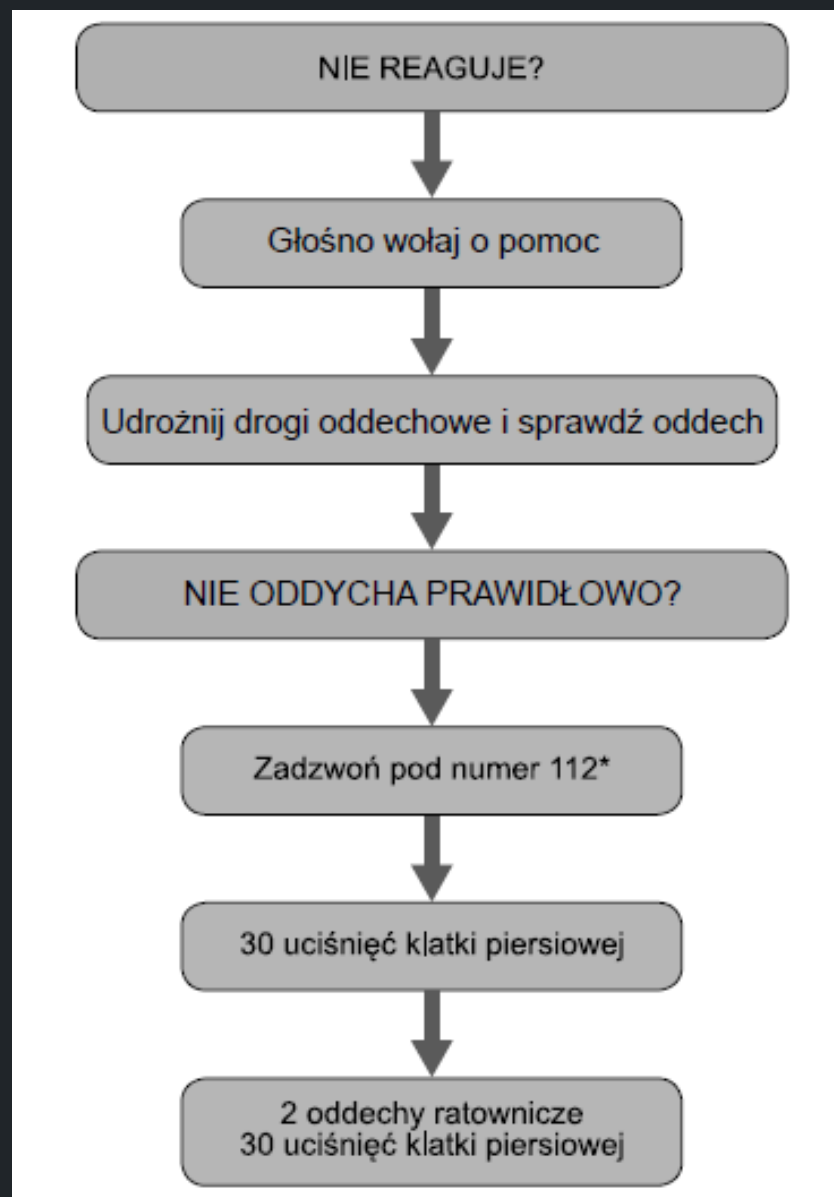 NIE REAGUJE?
Głośno wołaj o pomoc
Udrożnij drogi oddechowe i sprawdź oddech
NIE ODDYCHA PRAWIDŁOWO?
Zadzwoń pod numer 112*
30 uciśnięć klatki piersiowej
2 oddechy ratownicze
30 uciśnięć klatki piersiowej